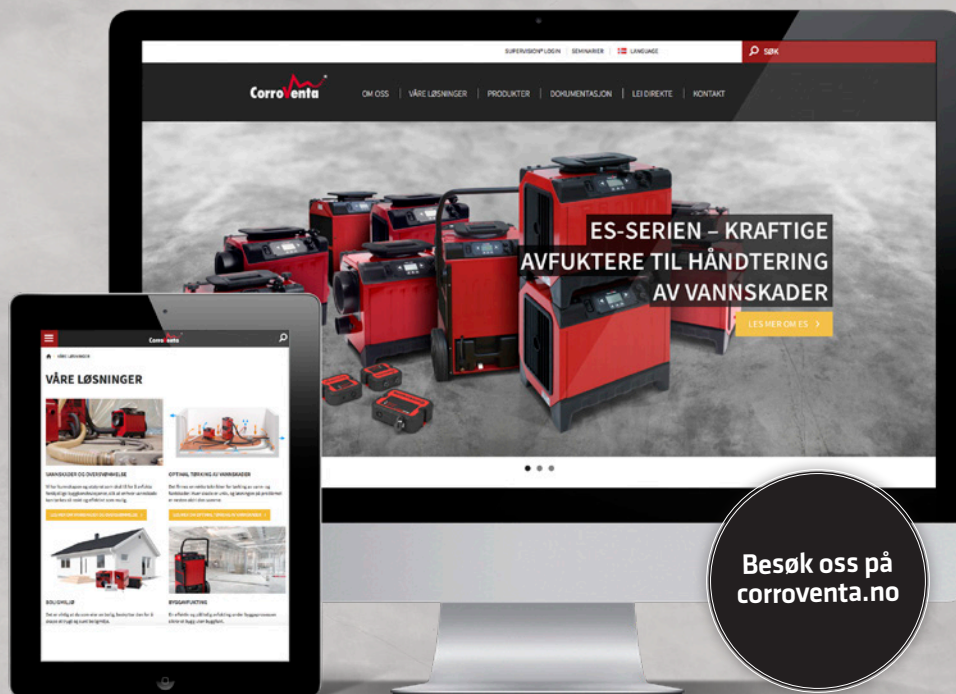 SUPERVISION® LOGIN | SEMINARIER | LANGUAGE
SØK
CorroVenta®
OM OSS | VÅRE LØSNINGER | PRODUKTER | DOKUMENTASJON | LEI DIREKTE | KONTAKT
ES-SERIEN – KRAFTIGE
AVFUKTERE TIL HÅNDTERING
AV VANNSKADER
LES MER OM ES >
CorroVenta
VÅRE LØSNINGER
VÅRE LØSNINGER
VANNSKADER OG OVERSVØMMELSE
OPTIMAL TØRKING AV VANNSKADER
BOLIGMILJØ
BYGGAVFUKTING
Besøk oss på
corroventa.no